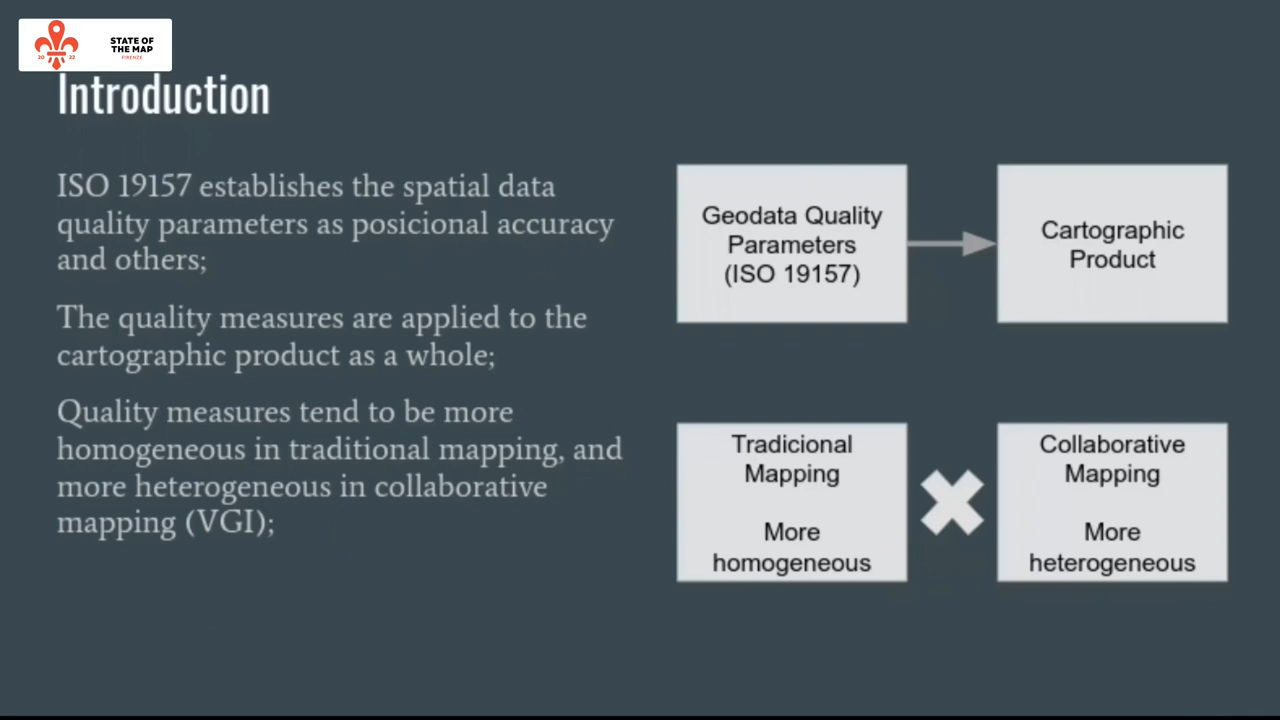 20 22
STATE OF
THE MAP
FIRENZE
Introduction
ISO 19157 establishes the spatial data
quality parameters as posicional accuracy
and others;
The quality measures are applied to the
cartographic product as a whole;
Quality measures tend to be more
homogeneous in traditional mapping, and
more heterogeneous in collaborative
mapping (VGI);
Geodata Quality
Parameters
(ISO 19157)
Cartographic
Product
Tradicional
Mapping
More
homogeneous
Collaborative
Mapping
More
heterogeneous